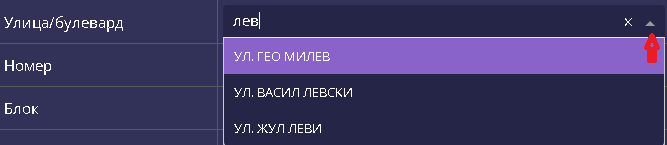 Улица/булевард
лев x
УЛ. ГЕО МИЛЕВ
Номер
УЛ. ВАСИЛ ЛЕВСКИ
Блок
УЛ. ЖУЛ ЛЕВИ